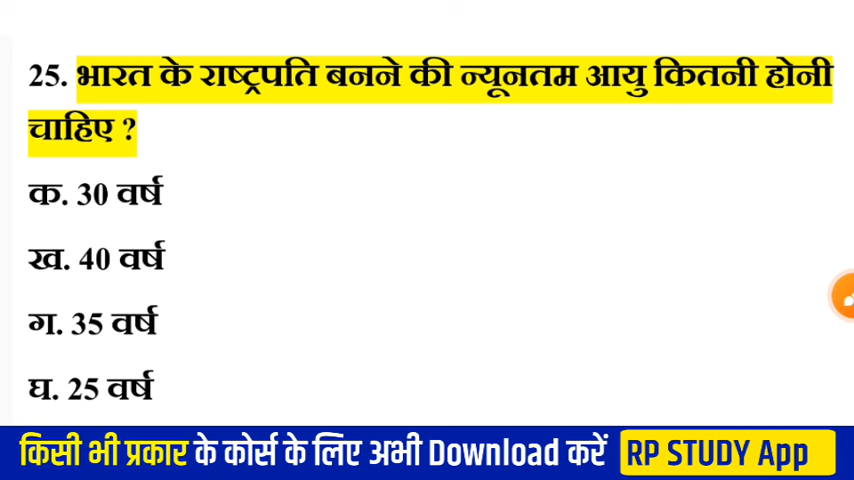 25. भारत के राष्ट्रपति बनने की न्यूनतम आयु कितनी होनी
चाहिए ?
क. 30 वर्ष
ख. 40 वर्ष
ग. 35 वर्ष
घ. 25 वर्ष
किसी भी प्रकार के कोर्स के लिए अभी Download करें RP STUDY App